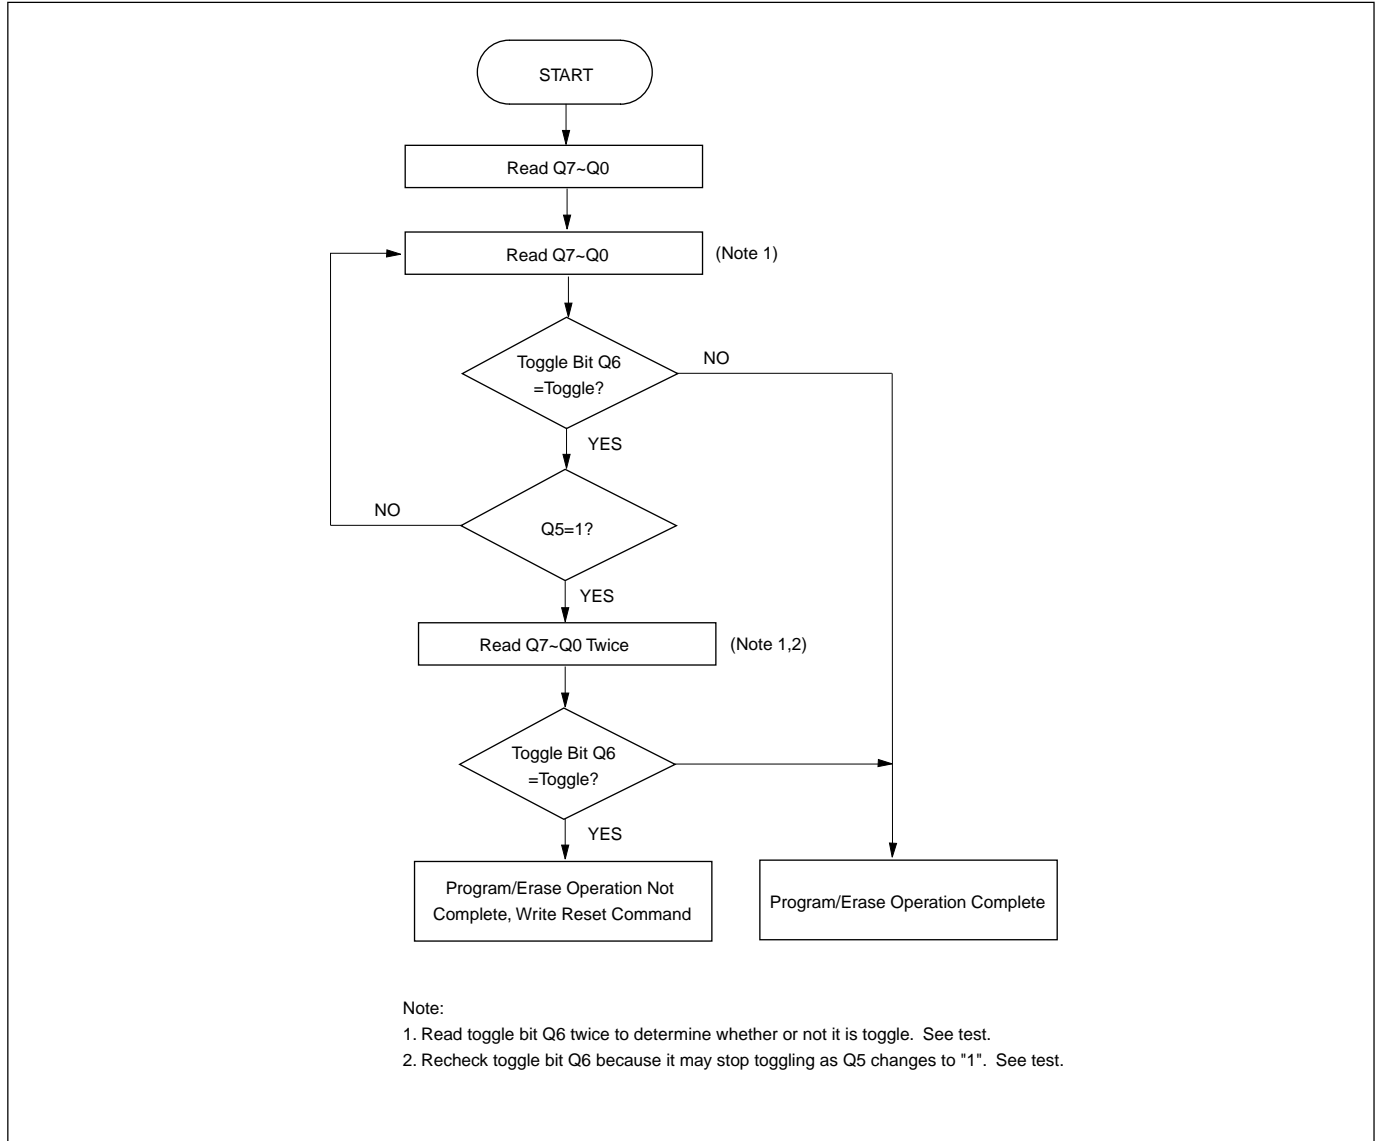 START
Read Q7~Q0
Read Q7~Q0
(Note 1)
Toggle Bit Q6
=Toggle?
NO
YES
NO
Q5=1?
YES
Read Q7~Q0 Twice
(Note 1,2)
Toggle Bit Q6
=Toggle?
YES
Program/Erase Operation Not
Complete, Write Reset Command
Program/Erase Operation Complete
Note:
1. Read toggle bit Q6 twice to determine whether or not it is toggle.  See test.
2. Recheck toggle bit Q6 because it may stop toggling as Q5 changes to "1".  See test.